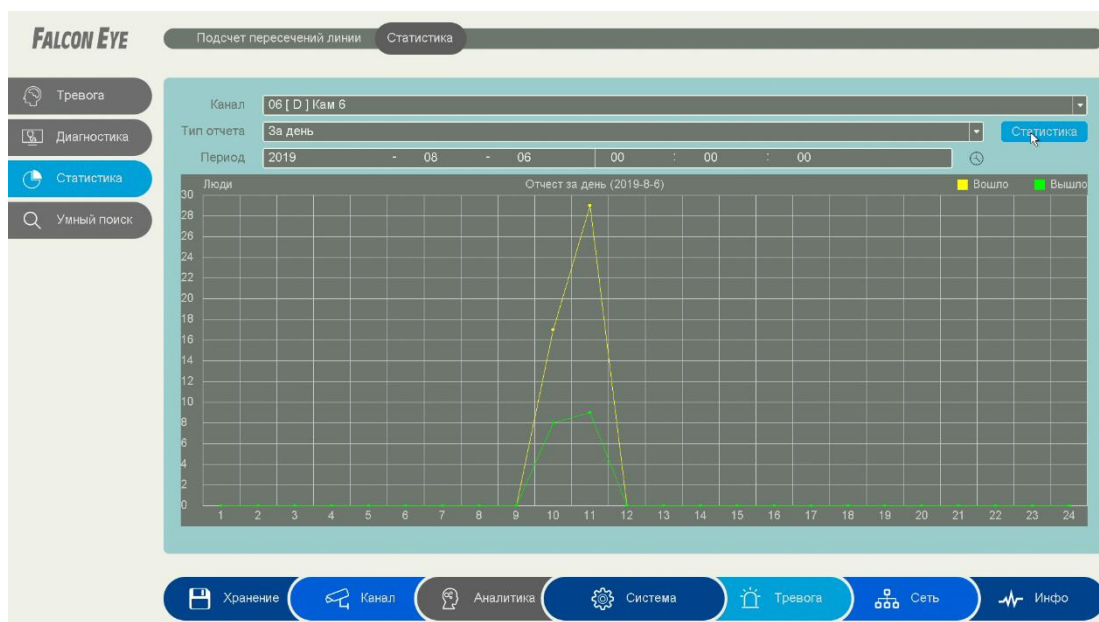 FALCON EYE
Подсчет пересечений линии Статистика
Тревога
Диагностика
Статистика
Умный поиск
Канал 06 [ D ] Кам 6
Тип отчета За день Статистика
Период 2019 - 08 - 06 00 : 00 : 00
Люди Отчест за день (2019-8-6) Вошло Вышло
30
28
26
24
22
20
18
16
14
12
10
8
6
4
2
0
1 2 3 4 5 6 7 8 9 10 11 12 13 14 15 16 17 18 19 20 21 22 23 24
Хранение Канал Аналитика Система Тревога Сеть Инфо